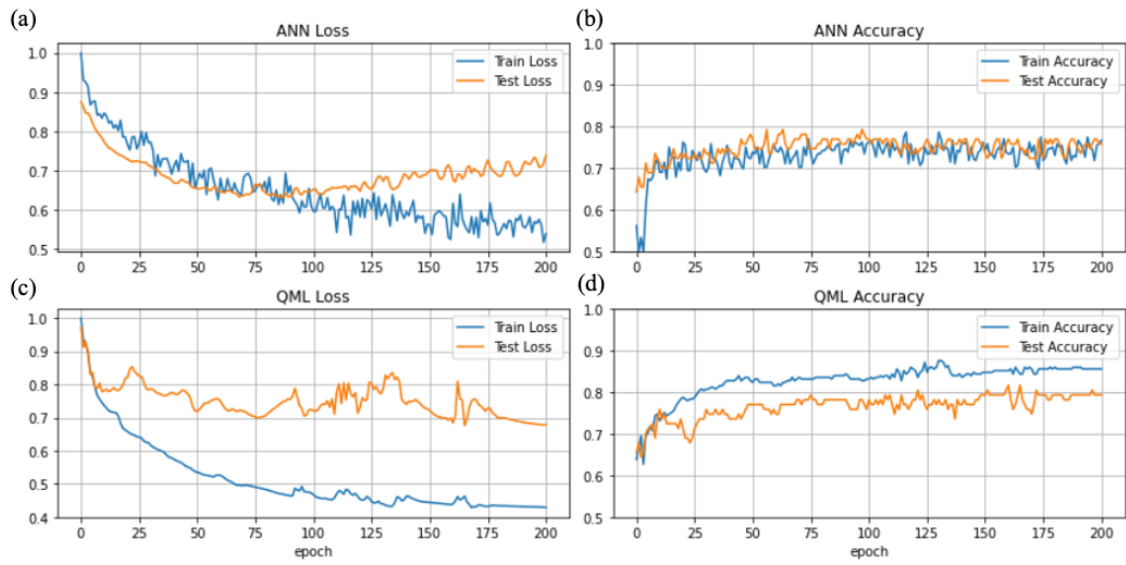 (a)
ANN Loss
1.0
0.9
0.8
0.7
0.6
0.5
Train Loss
Test Loss
0 25 50 75 100 125 150 175 200
(b)
ANN Accuracy
1.0
0.9
0.8
0.7
0.6
0.5
Train Accuracy
Test Accuracy
0 25 50 75 100 125 150 175 200
(c)
QML Loss
1.0
0.9
0.8
0.7
0.6
0.5
0.4
Train Loss
Test Loss
0 25 50 75 100 125 150 175 200
epoch
(d)
QML Accuracy
1.0
0.9
0.8
0.7
0.6
0.5
Train Accuracy
Test Accuracy
0 25 50 75 100 125 150 175 200
epoch